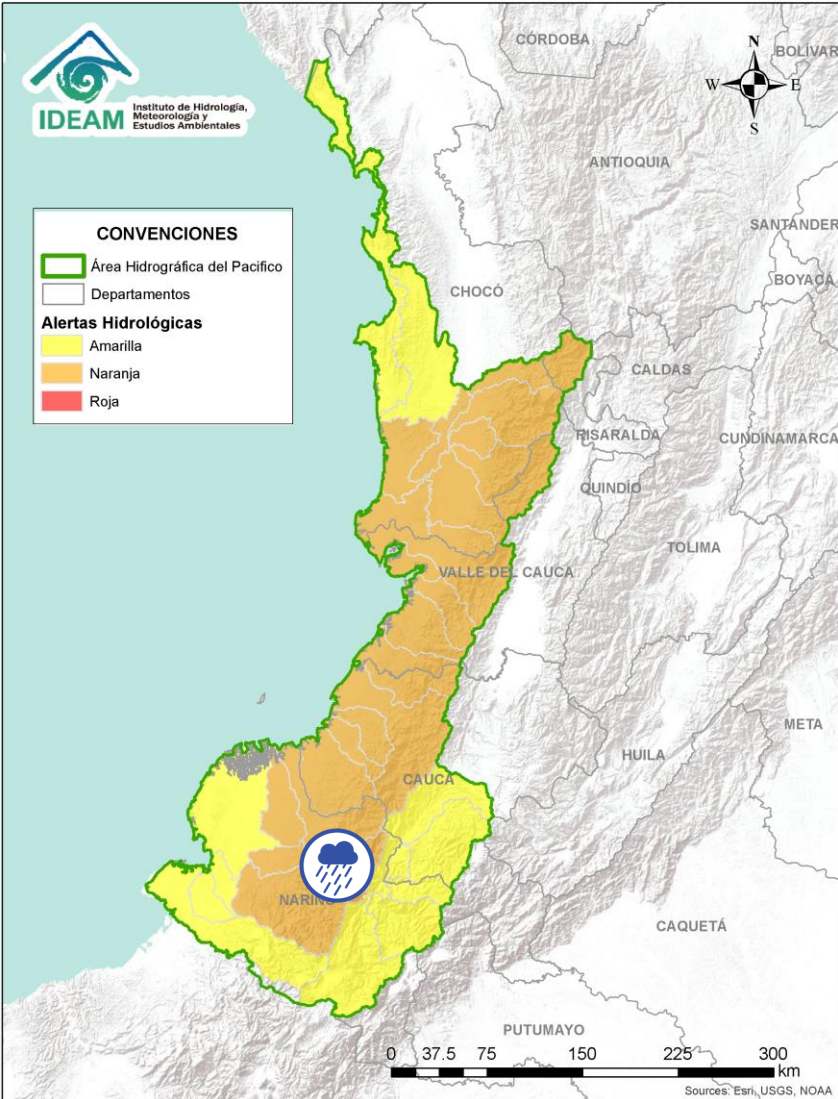 IDEAM
Instituto de Hidrología,
Meteorología y
Estudios Ambientales
N
W
E
S
CONVENCIONES
Área Hidrográfica del Pacifico
Departamentos
Alertas Hidrológicas
Amarilla
Naranja
Roja
CÓRDOBA
BOLÍVAR
ANTIOQUIA
SANTANDER
BOYACÁ
CHOCÓ
CALDAS
RISARALDA
CUNDINAMARCA
QUINDÍO
TOLIMA
VALLE DEL CAUCA
META
HUILA
CAUCA
NARIÑO
CAQUETÁ
PUTUMAYO
0 37.5 75 150 225 300
km
Sources: Esri, USGS, NOAA